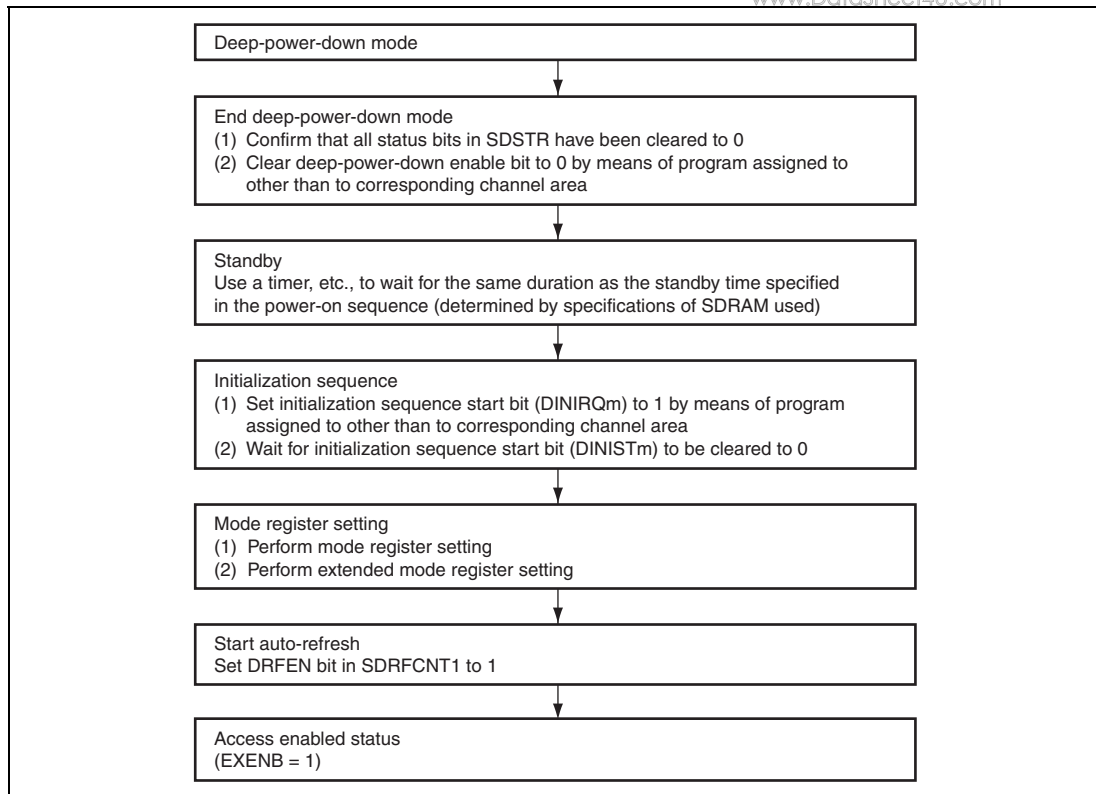 Deep-power-down mode
End deep-power-down mode
(1) Confirm that all status bits in SDSTR have been cleared to 0
(2) Clear deep-power-down enable bit to 0 by means of program assigned to
other than to corresponding channel area
Standby
Use a timer, etc., to wait for the same duration as the standby time specified
in the power-on sequence (determined by specifications of SDRAM used)
Initialization sequence
(1) Set initialization sequence start bit (DINIRQm) to 1 by means of program
assigned to other than to corresponding channel area
(2) Wait for initialization sequence start bit (DINISTm) to be cleared to 0
Mode register setting
(1) Perform mode register setting
(2) Perform extended mode register setting
Start auto-refresh
Set DRFEN bit in SDRFCNT1 to 1
Access enabled status
(EXENB = 1)